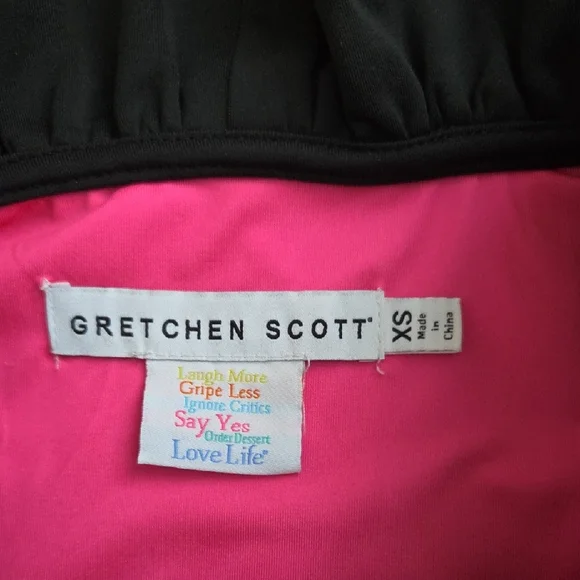 GRETCHEN SCOTT®
XS
Made
in
China
Laugh More
Gripe Less
Ignore Critics
Say Yes
Order Dessert
Love Life®